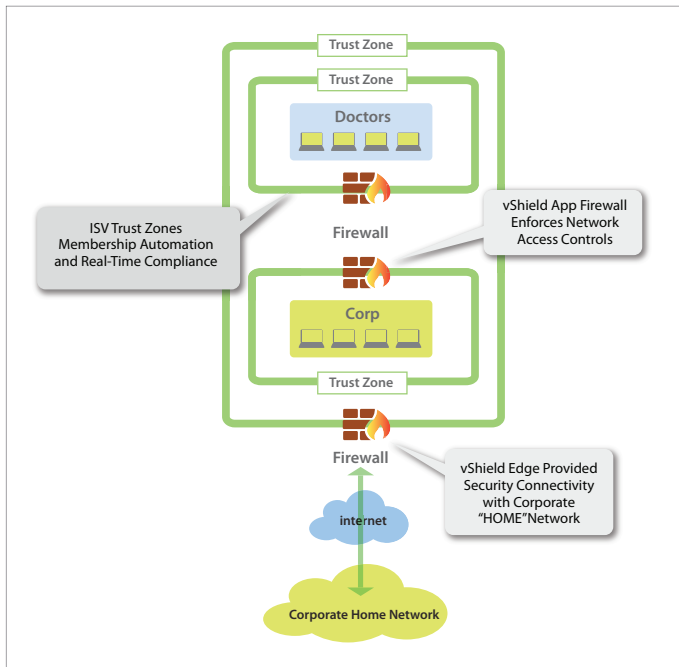 Trust Zone
Trust Zone
Doctors
ISV Trust Zones
Membership Automation
and Real-Time Compliance
vShield App Firewall
Enforces Network
Access Controls
Firewall
Corp
Trust Zone
Firewall
vShield Edge Provided
Security Connectivity
with Corporate
“HOME”Network
internet
Corporate Home Network